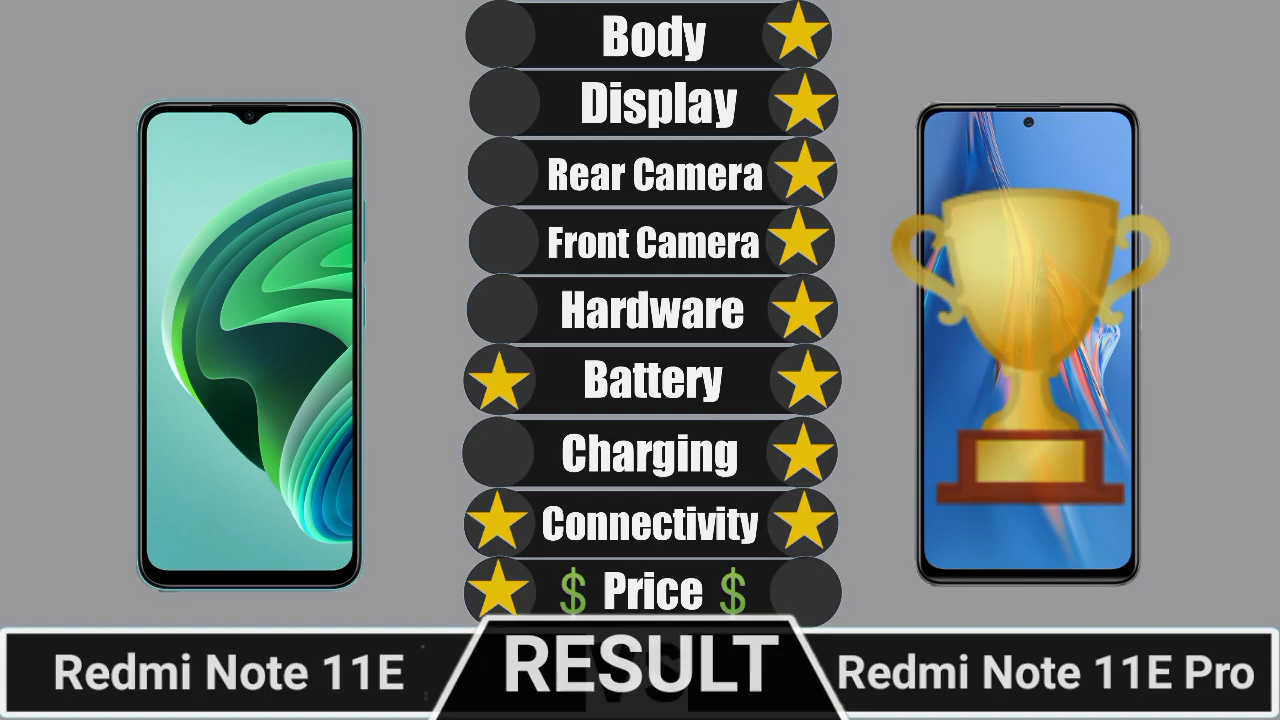 Body
Display
Rear Camera
Front Camera
Hardware
Battery
Charging
Connectivity
$ Price $
Redmi Note 11E
RESULT
VS
Redmi Note 11E Pro